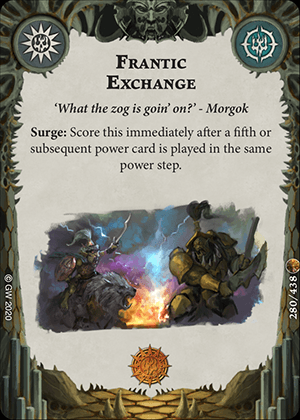 FRANTIC
EXCHANGE
‘What the zog is goin’ on?’ - Morgok
Surge: Score this immediately after a fifth or
subsequent power card is played in the same
power step.
© GW 2020
280/438